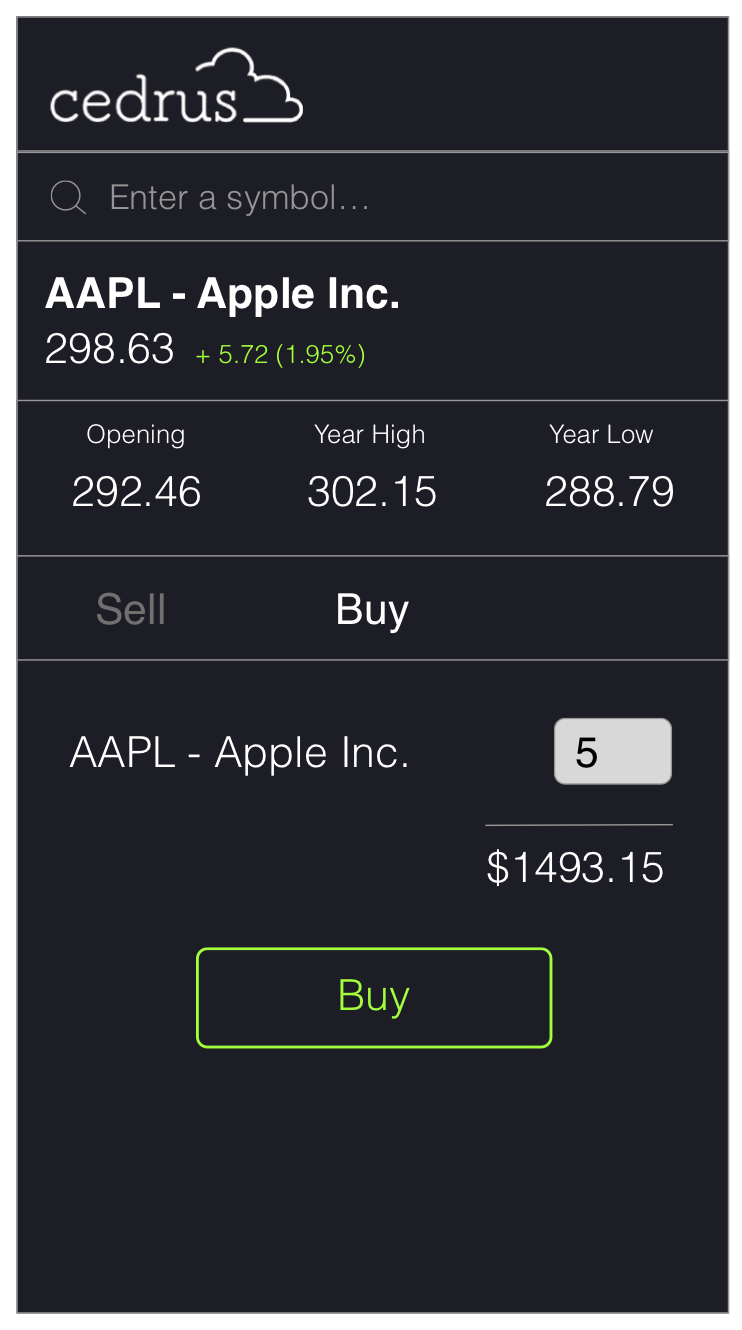 cedrus
Enter a symbol...
AAPL - Apple Inc.
298.63 + 5.72 (1.95%)
Opening Year High Year Low
292.46 302.15 288.79
Sell Buy
AAPL - Apple Inc. 5
$1493.15
Buy